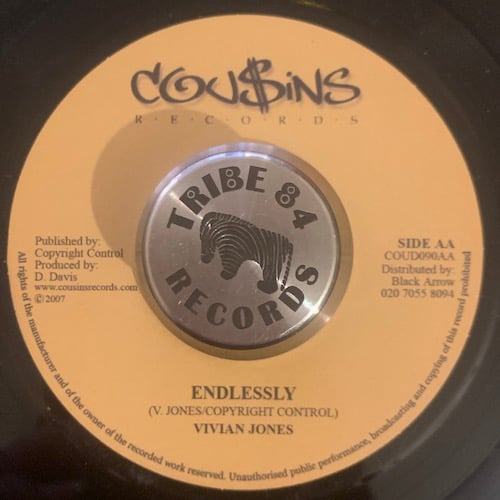 COU$INS
R·E·C·O·R·D·S
TRIBE 84
RECORDS
Published by:
Copyright Control
Produced by:
D. Davis
www.cousinsrecords.com
©2007
SIDE AA
COUD090AA
Distributed by:
Black Arrow
020 7055 8094
ENDLESSLY
(V. JONES/COPYRIGHT CONTROL)
VIVIAN JONES
All rights of the manufacturer and of the owner of the recorded work reserved. Unauthorised public performance, broadcasting and copying of this record prohibited